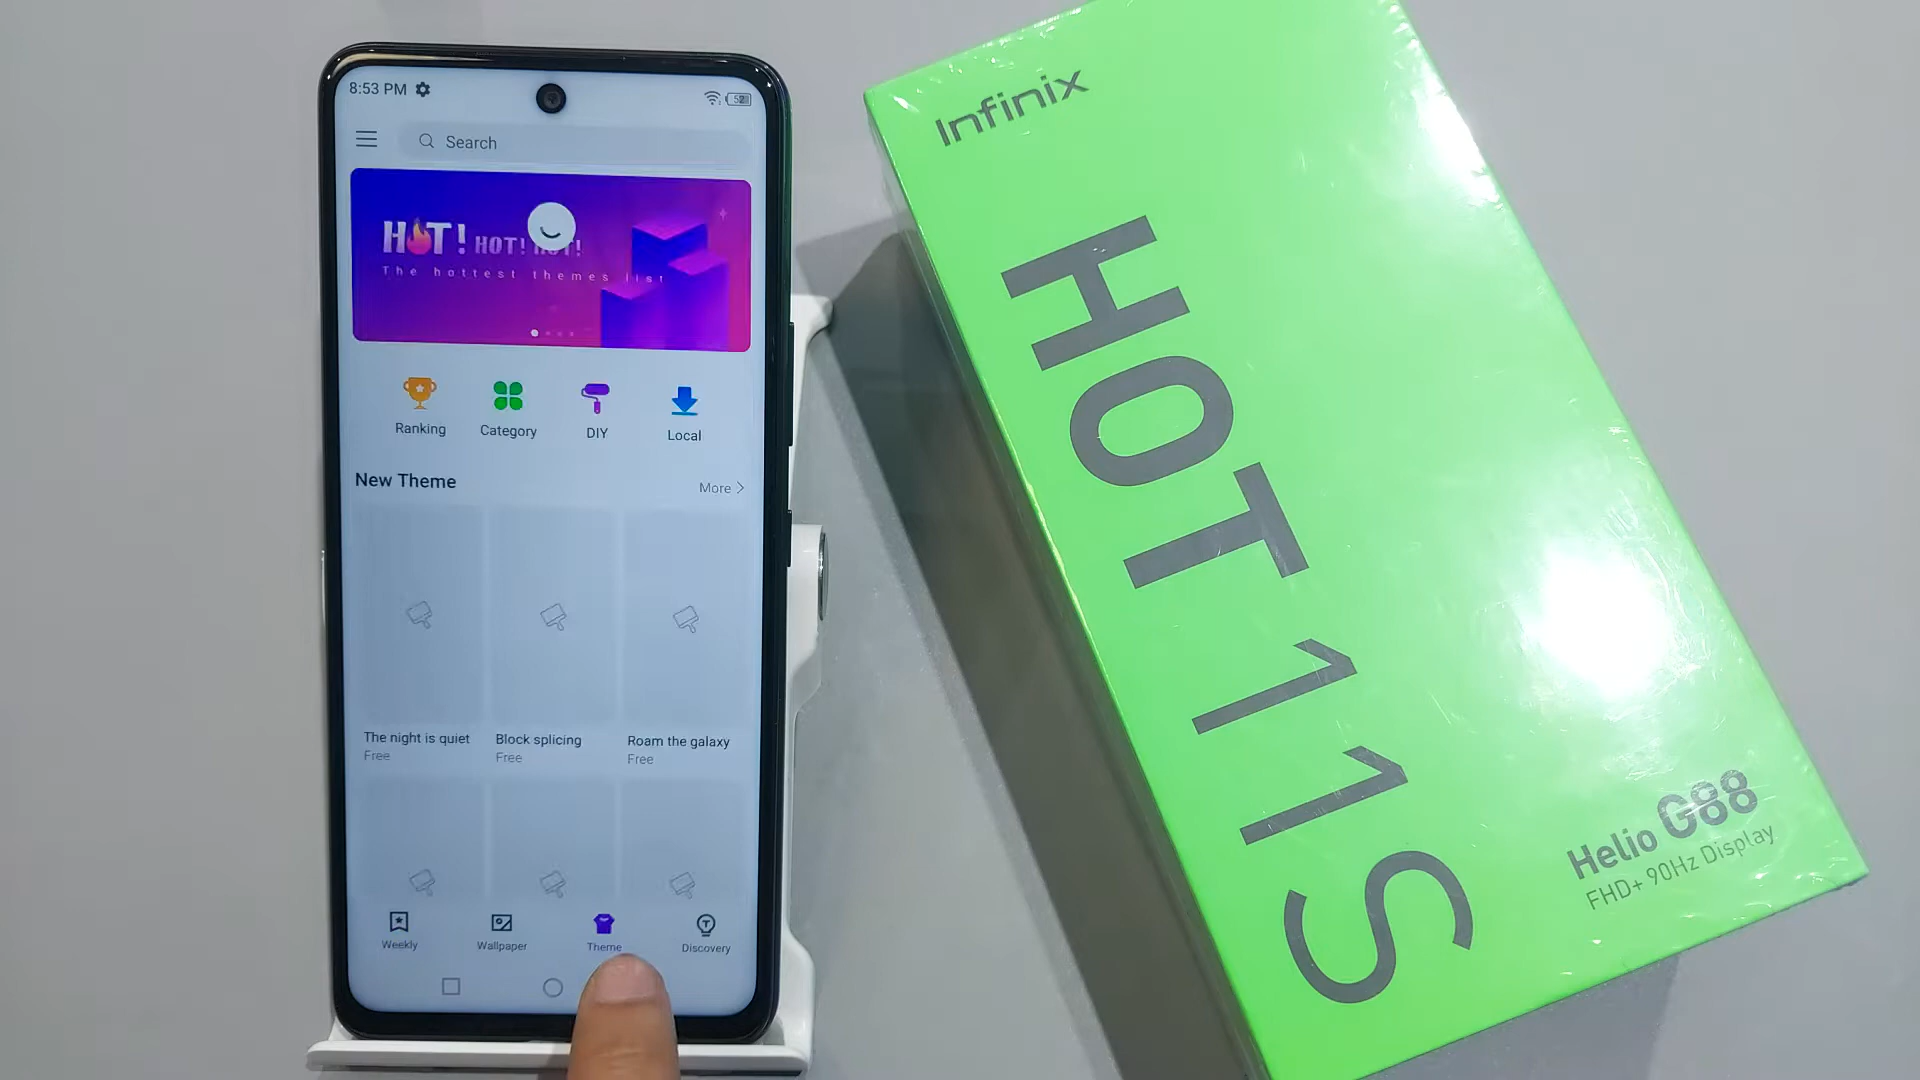 8:53 PM
52
Search
HOT! HOT! HOT!
The hottest themes list
Ranking
Category
DIY
Local
New Theme
More
The night is quiet
Block splicing
Roam the galaxy
Free
Free
Free
Weekly
Wallpaper
Theme
Discovery
Infinix
HOT 11S
Helio G88
FHD+ 90Hz Display